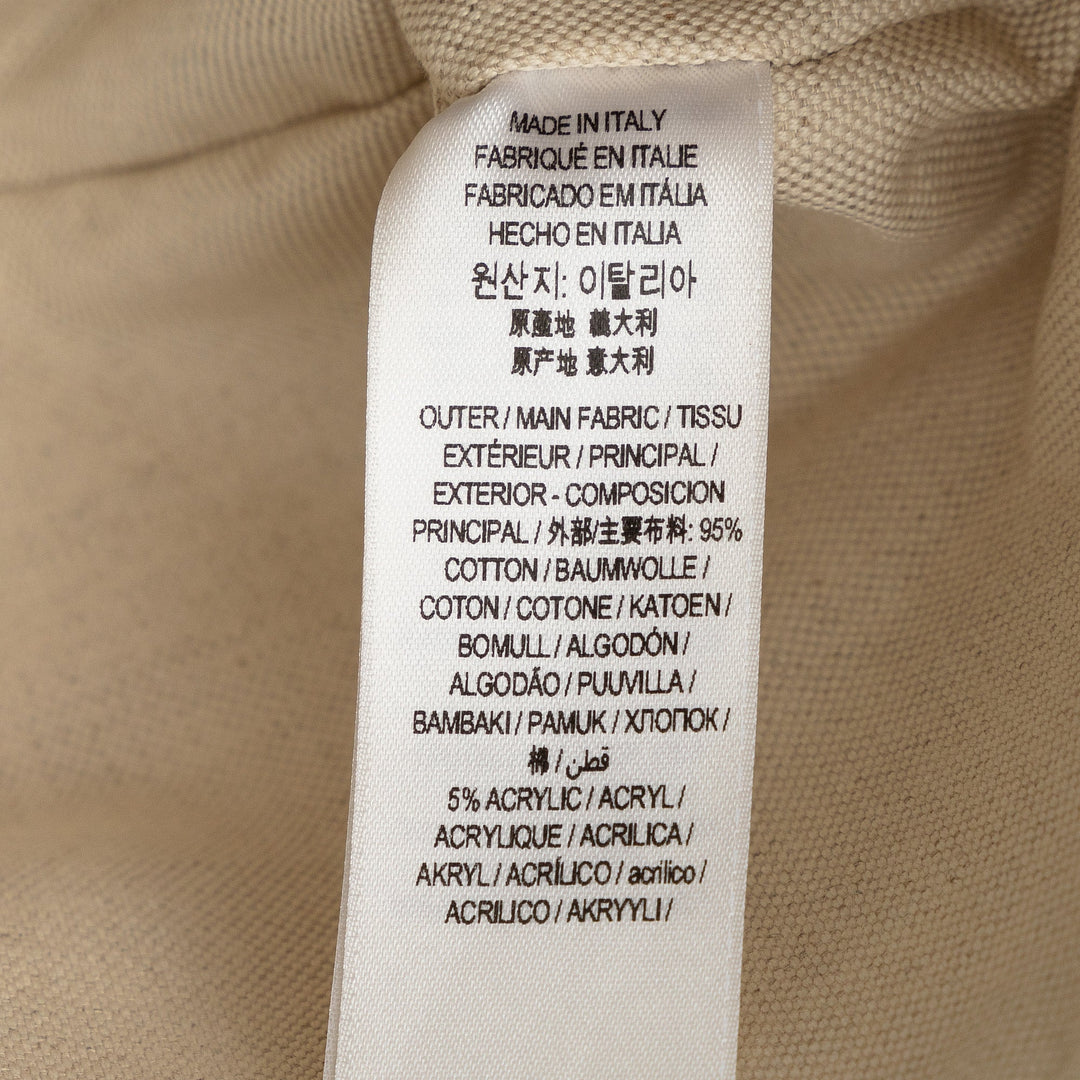 MADE IN ITALY
FABRIQUÉ EN ITALIE
FABRICADO EM ITÁLIA
HECHO EN ITALIA
원산지: 이탈리아
原產地 義大利
原产地 意大利
OUTER / MAIN FABRIC / TISSU
EXTÉRIEUR / PRINCIPAL /
EXTERIOR - COMPOSICION
PRINCIPAL / 外部/主要布料: 95%
COTTON / BAUMWOLLE /
COTON / COTONE / KATOEN /
BOMULL / ALGODÓN /
ALGODÃO / PUUVILLA /
BAMBAKI / PAMUK / ХЛОПОК /
棉 / قطن
5% ACRYLIC / ACRYL /
ACRYLIQUE / ACRILICA /
AKRYL / ACRÍLICO / acrilico /
ACRILICO / AKRYYLI /